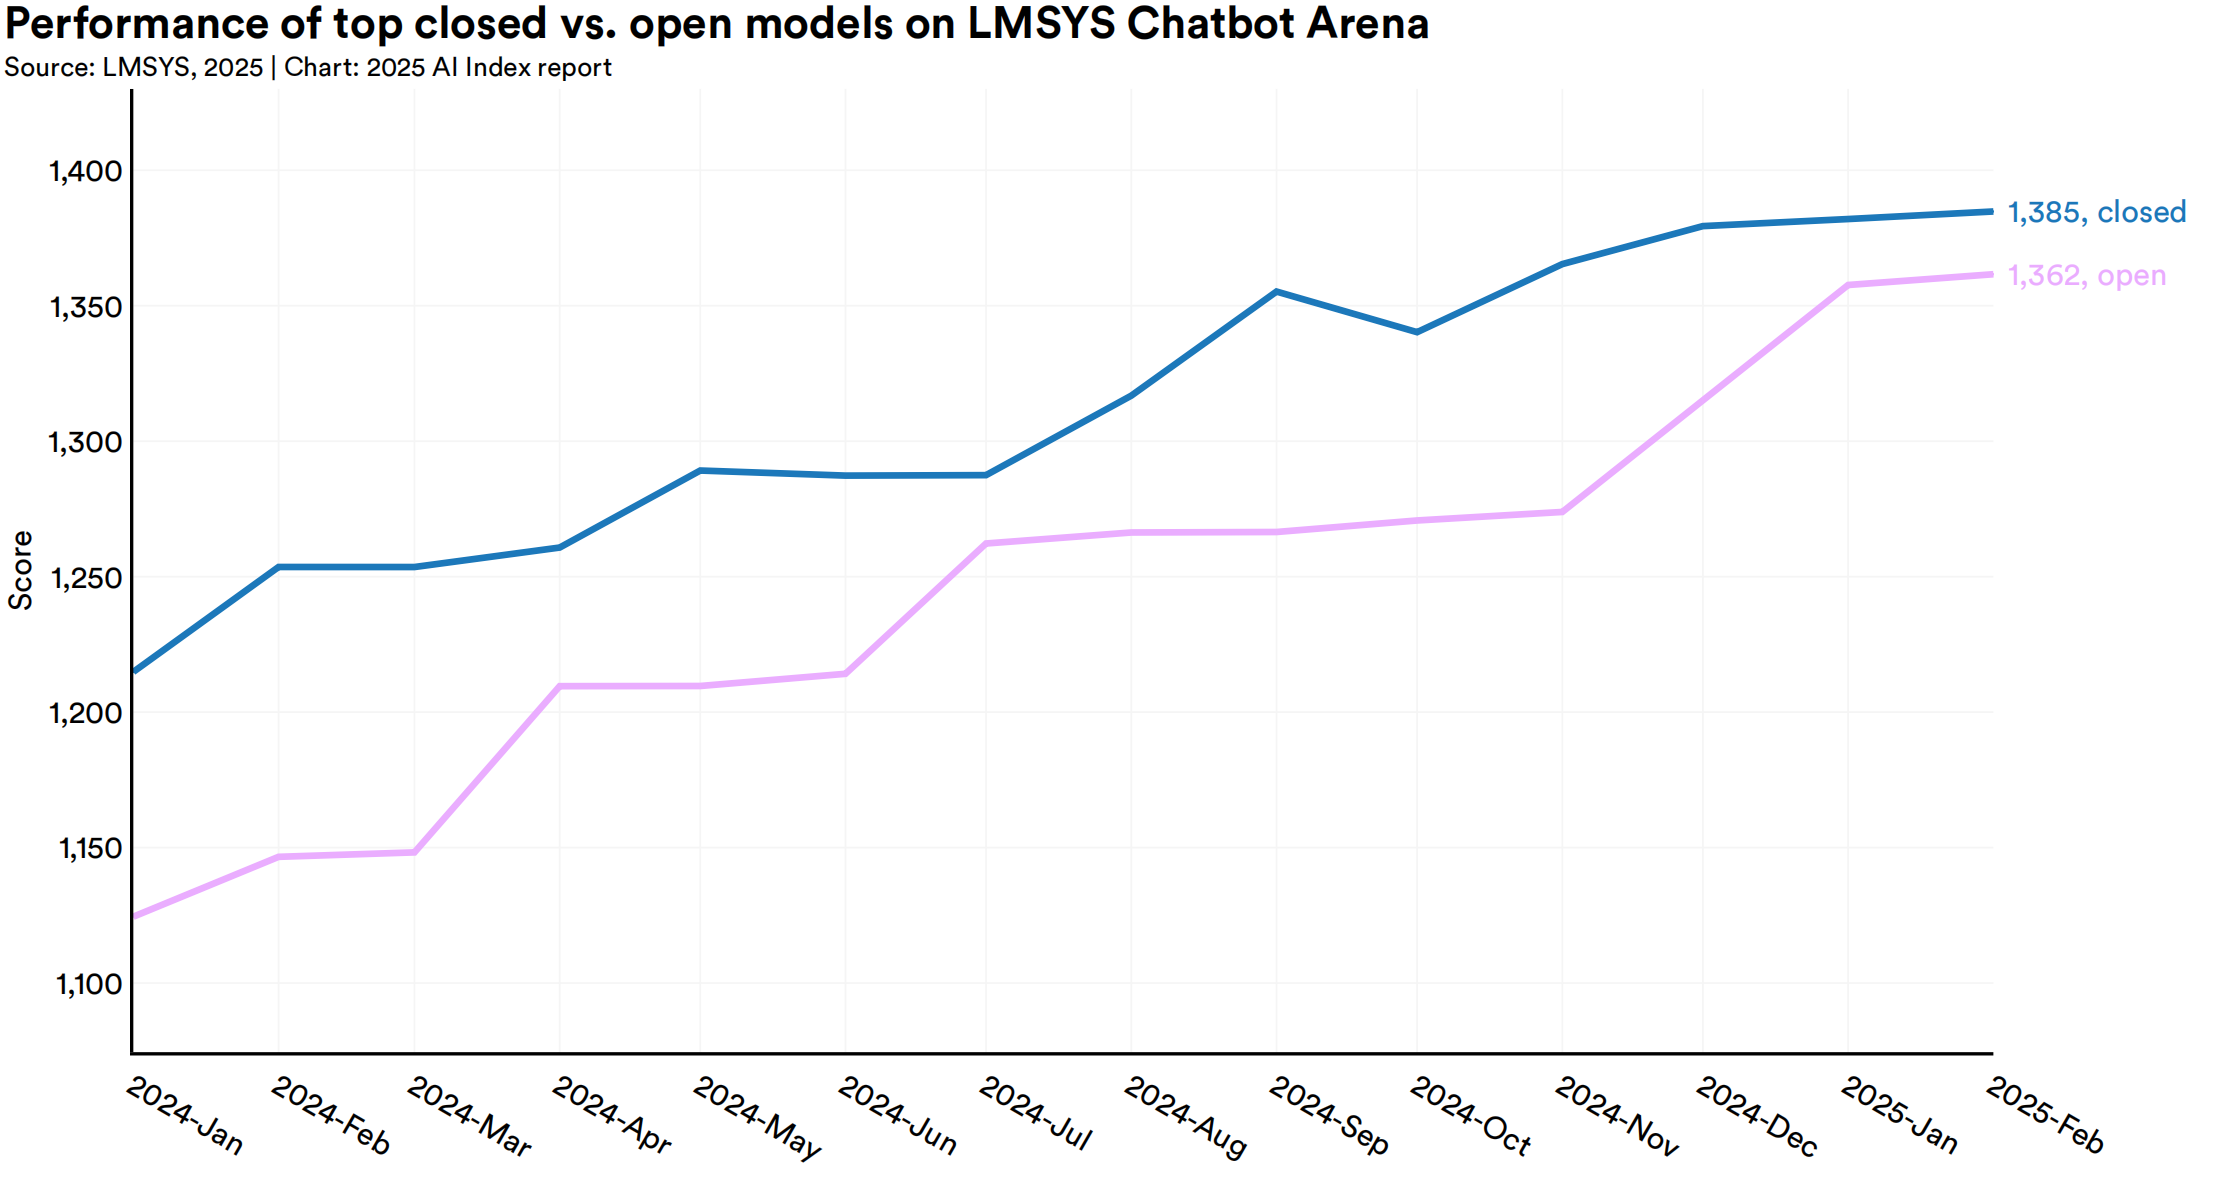 Performance of top closed vs. open models on LMSYS Chatbot Arena
Source: LMSYS, 2025 | Chart: 2025 AI Index report
1,400
1,350
1,300
1,250
1,200
1,150
1,100
Score
1,385, closed
1,362, open
2024-Jan
2024-Feb
2024-Mar
2024-Apr
2024-May
2024-Jun
2024-Jul
2024-Aug
2024-Sep
2024-Oct
2024-Nov
2024-Dec
2025-Jan
2025-Feb